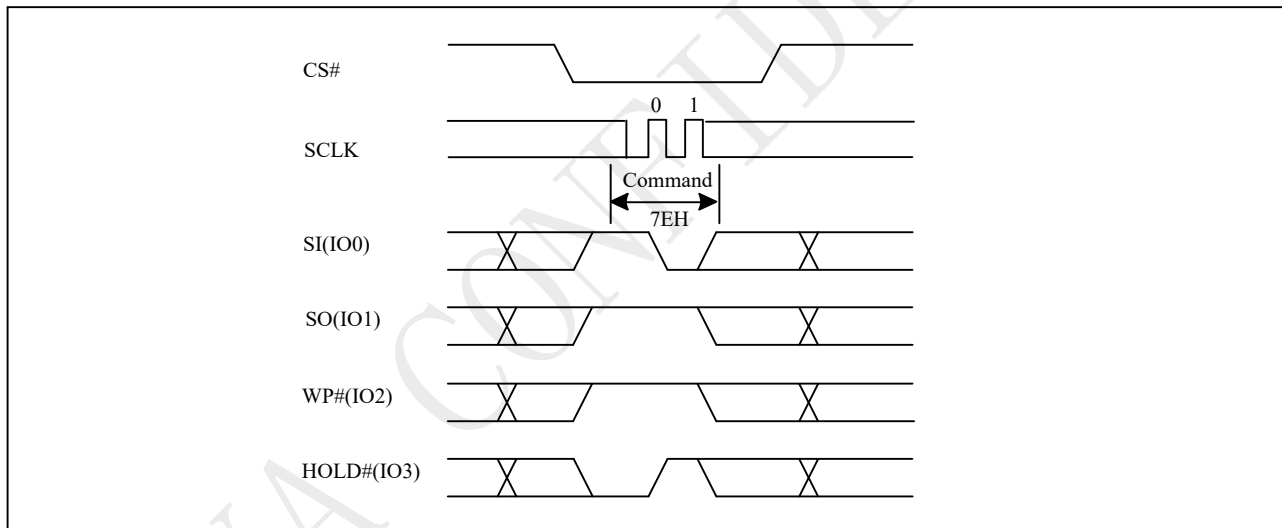 CS#
0 1
SCLK
Command
7EH
SI(IO0)
SO(IO1)
WP#(IO2)
HOLD#(IO3)